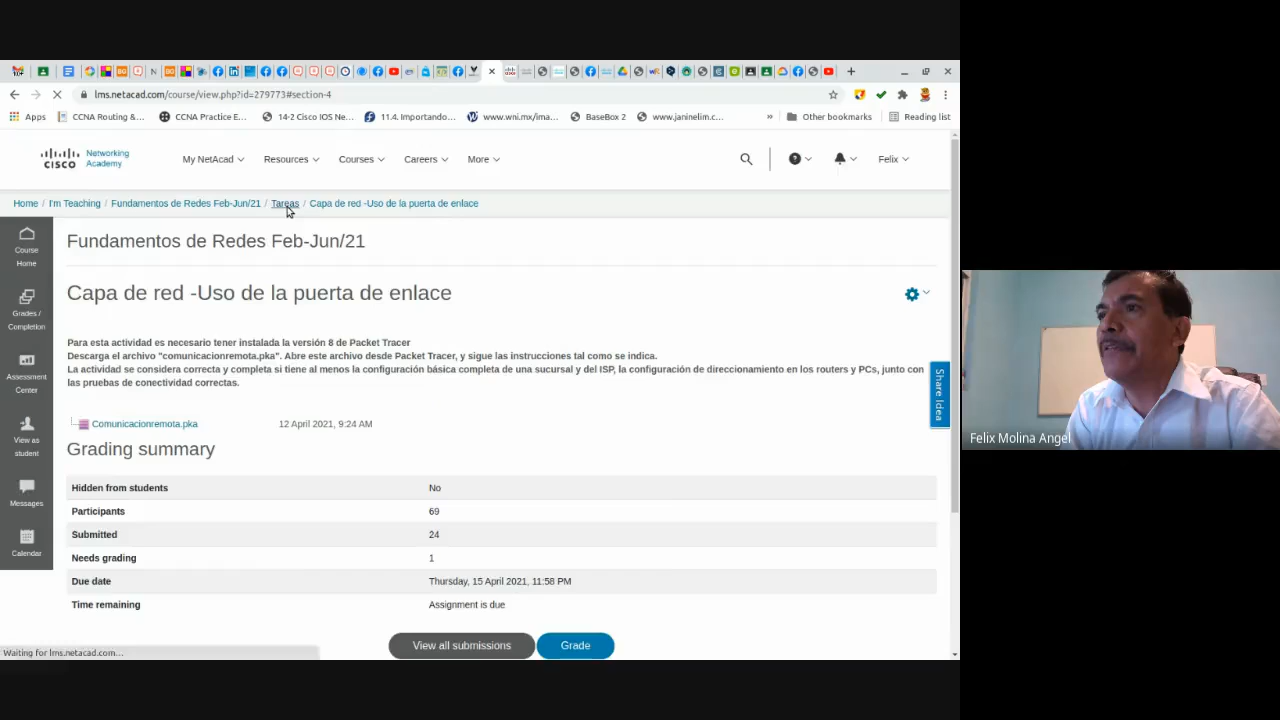 lms.netacad.com/course/view.php?id=279773#section-4
Apps CCNA Routing &... CCNA Practice E... 14-2 Cisco IOS Ne... 11.4. Importando... www.wni.mx/ima... BaseBox 2 www.janinelim.c... » Other bookmarks Reading list
CISCO Networking Academy My NetAcad Resources Courses Careers More Felix
Home / I'm Teaching / Fundamentos de Redes Feb-Jun/21 / Tareas / Capa de red -Uso de la puerta de enlace
Course
Home
Grades /
Completion
Assessment
Center
View as
student
Messages
Calendar
Fundamentos de Redes Feb-Jun/21
Capa de red -Uso de la puerta de enlace
Para esta actividad es necesario tener instalada la versión 8 de Packet Tracer
Descarga el archivo "comunicacionremota.pka". Abre este archivo desde Packet Tracer, y sigue las instrucciones tal como se indica.
La actividad se considera correcta y completa si tiene al menos la configuración básica completa de una sucursal y del ISP, la configuración de direccionamiento en los routers y PCs, junto con
las pruebas de conectividad correctas.
Comunicacionremota.pka 12 April 2021, 9:24 AM
Grading summary
Hidden from students No
Participants 69
Submitted 24
Needs grading 1
Due date Thursday, 15 April 2021, 11:58 PM
Time remaining Assignment is due
View all submissions Grade
Share Idea
Waiting for lms.netacad.com...
Felix Molina Angel